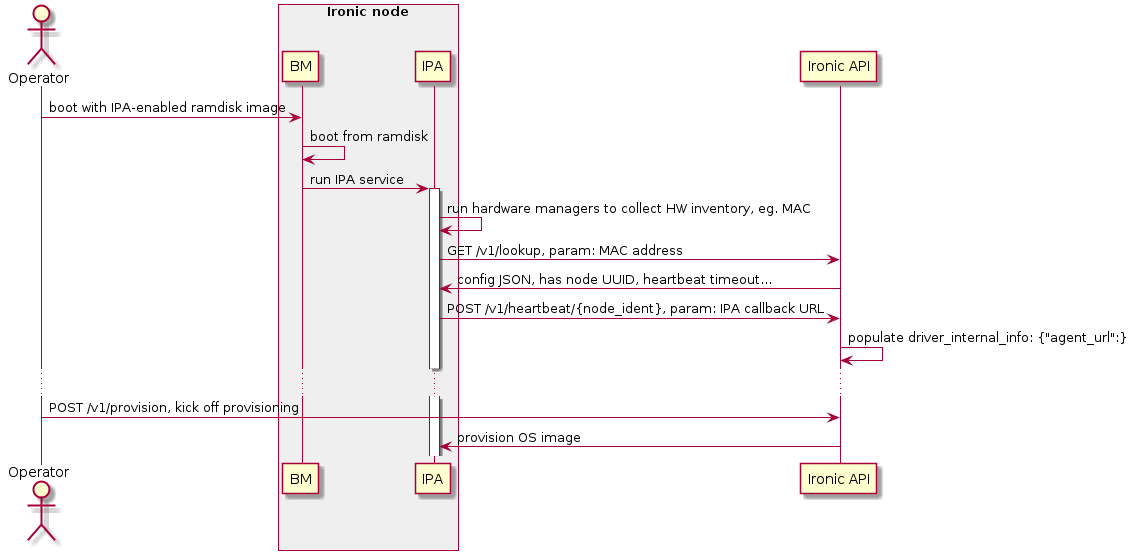 Ironic node
Operator
BM
IPA
Ironic API
boot with IPA-enabled ramdisk image
boot from ramdisk
run IPA service
run hardware managers to collect HW inventory, eg. MAC
GET /v1/lookup, param: MAC address
config JSON, has node UUID, heartbeat timeout...
POST /v1/heartbeat/{node_ident}, param: IPA callback URL
populate driver_internal_info: {"agent_url":}
POST /v1/provision, kick off provisioning
provision OS image
Operator
BM
IPA
Ironic API